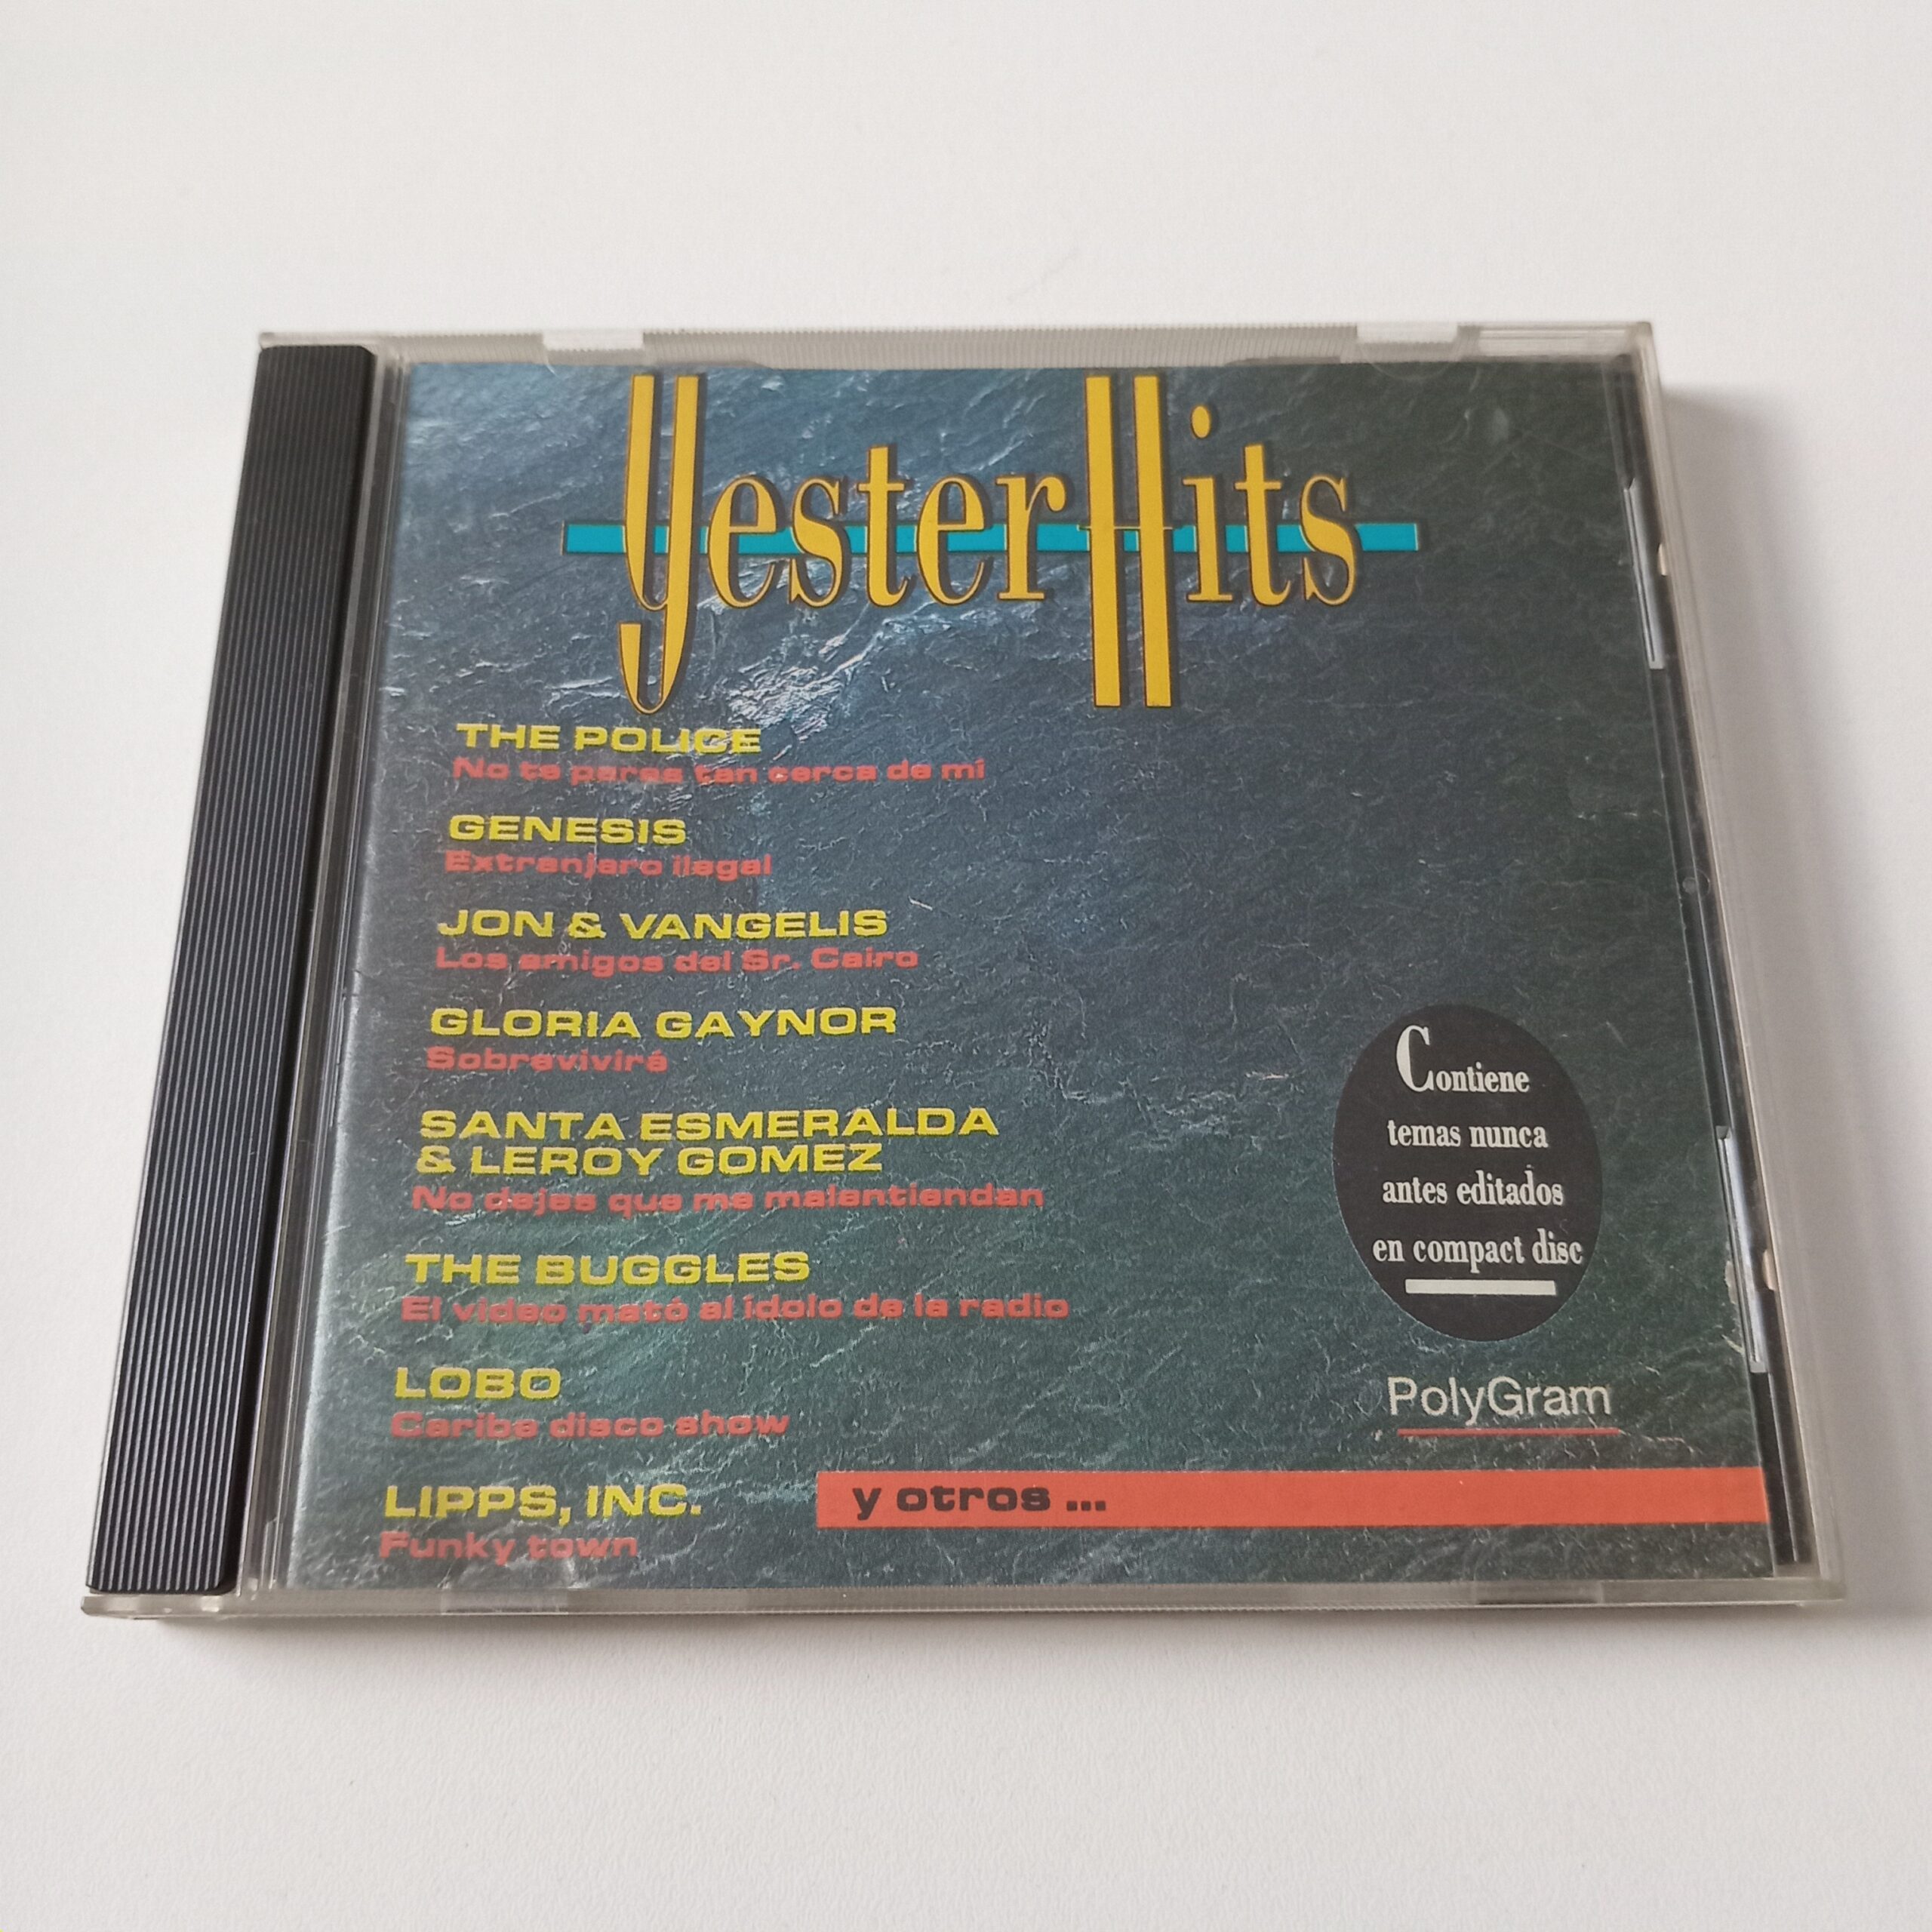 YesterHits
THE POLICE
No te pares tan cerca de mí
GENESIS
Extranjero ilegal
JON & VANGELIS
Los amigos del Sr. Cairo
GLORIA GAYNOR
Sobreviviré
SANTA ESMERALDA
& LEROY GOMEZ
No dejes que me malentiendan
THE BUGGLES
El video mató al ídolo de la radio
LOBO
Caribe disco show
LIPPS, INC.
Funky town
y otros ...
Contiene
temas nunca
antes editados
en compact disc
PolyGram